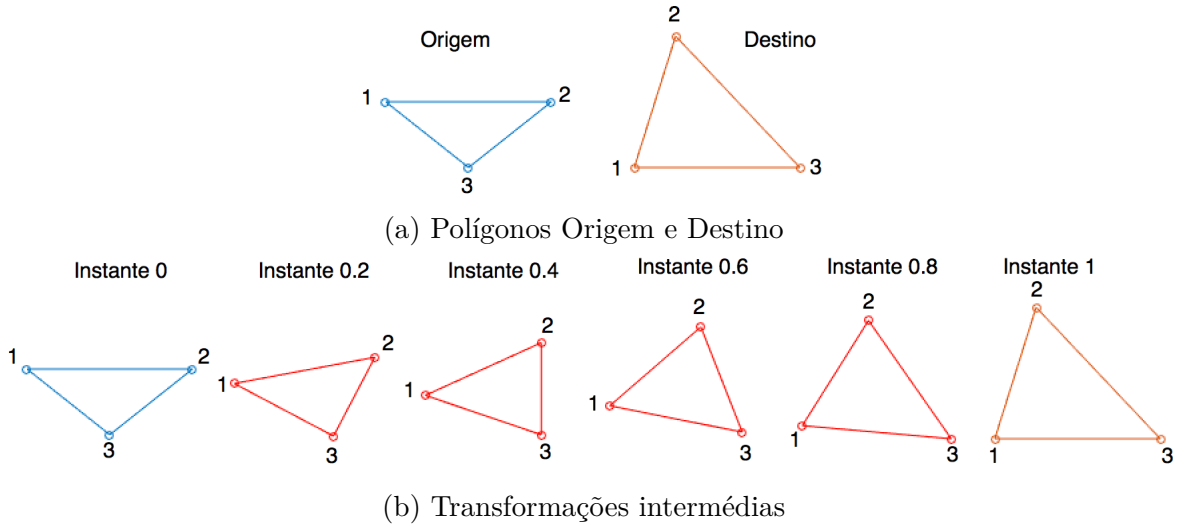 Origem
Destino
1
2
3
2
1
3
(a) Polígonos Origem e Destino
Instante 0
Instante 0.2
Instante 0.4
Instante 0.6
Instante 0.8
Instante 1
1
2
3
1
2
3
1
2
3
1
2
3
1
2
3
1
2
3
(b) Transformações intermédias